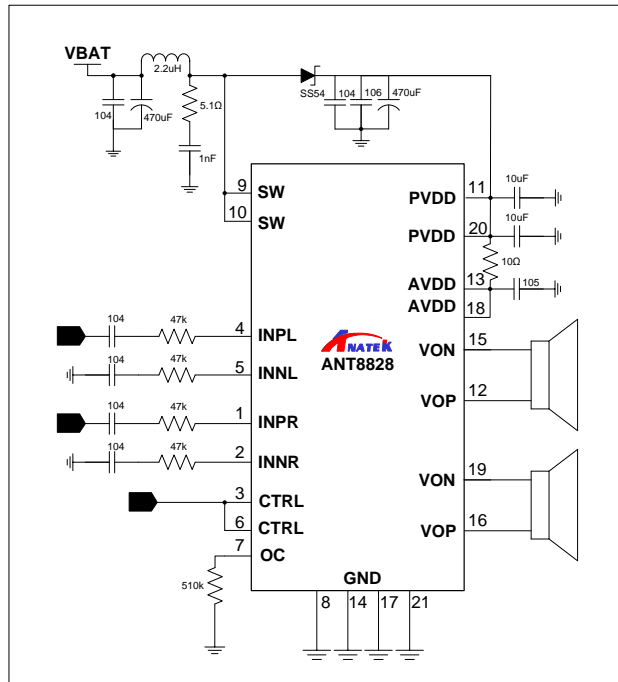 VBAT
2.2uH
104
470uF
5.1Ω
1nF
SS54
104
106
470uF
9
SW
10
SW
11
PVDD
10uF
20
PVDD
10uF
10Ω
13
AVDD
105
AVDD
18
104
47k
4
INPL
104
47k
5
INNL
104
47k
1
INPR
104
47k
2
INNR
3
CTRL
6
CTRL
7
OC
510k
ANATEK
ANT8828
15
VON
12
VOP
19
VON
16
VOP
GND
8
14
17
21